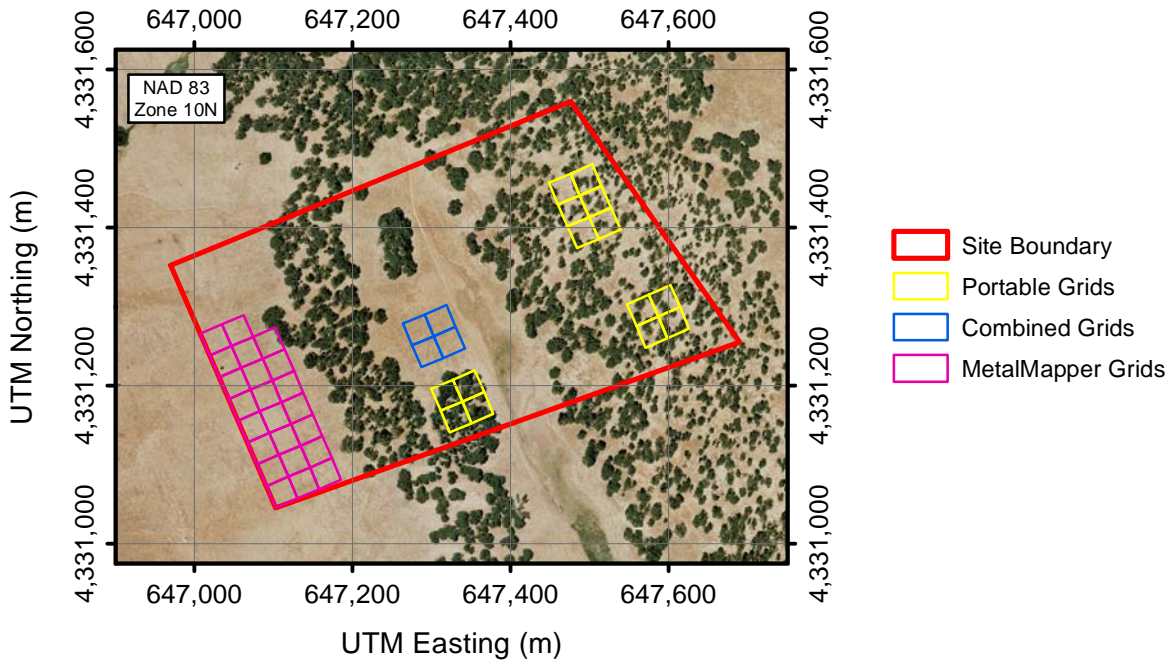 647,000 647,200 647,400 647,600
4,331,600
4,331,400
4,331,200
4,331,000
NAD 83
Zone 10N
4,331,600
4,331,400
4,331,200
4,331,000
UTM Northing (m)
Site Boundary
Portable Grids
Combined Grids
MetalMapper Grids
647,000 647,200 647,400 647,600
UTM Easting (m)